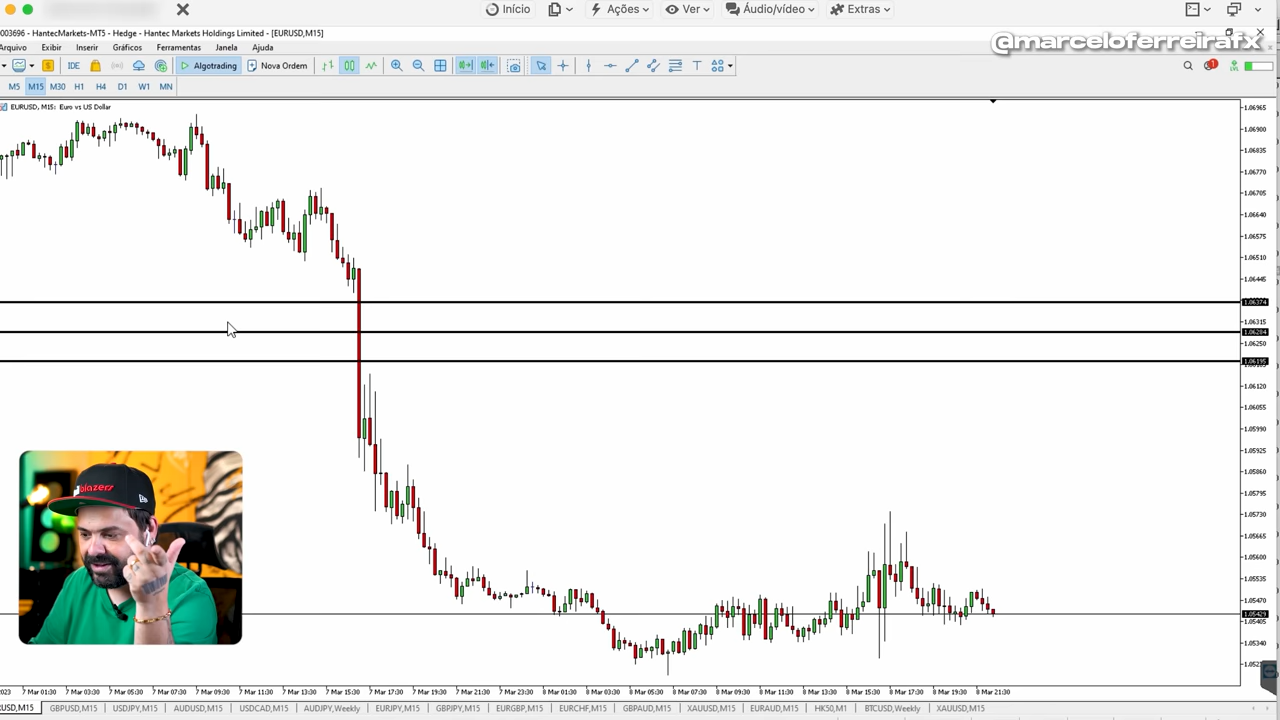 Início
Ações
Ver
Áudio/vídeo
Extras
003696 - HantecMarkets-MT5 - Hedge - Hantec Markets Holdings Limited - [EURUSD,M15]
@marceloferreirafx
Arquivo Exibir Inserir Gráficos Ferramentas Janela Ajuda
IDE Algotrading Nova Ordem
M5 M15 M30 H1 H4 D1 W1 MN
EURUSD, M15: Euro vs US Dollar
1.06965
1.06900
1.06835
1.06770
1.06705
1.06640
1.06575
1.06510
1.06445
1.06374
1.06315
1.06284
1.06250
1.06195
1.06120
1.06055
1.05990
1.05925
1.05860
1.05795
1.05730
1.05665
1.05600
1.05535
1.05470
1.05429
1.05405
1.05340
blazers
2023 7 Mar 01:30 7 Mar 03:30 7 Mar 05:30 7 Mar 07:30 7 Mar 09:30 7 Mar 11:30 7 Mar 13:30 7 Mar 15:30 7 Mar 17:30 7 Mar 19:30 7 Mar 21:30 7 Mar 23:30 8 Mar 01:30 8 Mar 03:30 8 Mar 05:30 8 Mar 07:30 8 Mar 09:30 8 Mar 11:30 8 Mar 13:30 8 Mar 15:30 8 Mar 17:30 8 Mar 19:30 8 Mar 21:30
USD,M15 GBPUSD,M15 USDJPY,M15 AUDUSD,M15 USDCAD,M15 AUDJPY,Weekly EURJPY,M15 GBPJPY,M15 EURGBP,M15 EURCHF,M15 GBPAUD,M15 XAUUSD,M15 EURAUD,M15 HK50,M1 BTCUSD,Weekly XAUUSD,M15